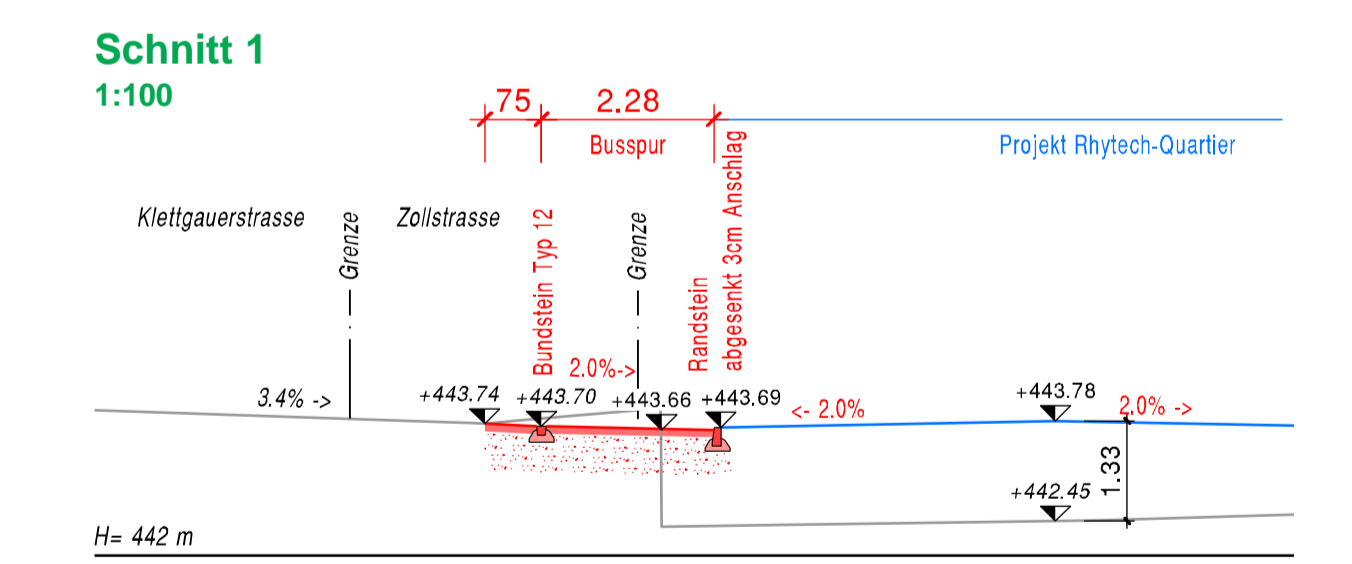 Schnitt 1
1:100
75
2.28
Busspur
Projekt Rhytech-Quartier
Klettgauerstrasse
Grenze
Zollstrasse
Bundstein Typ 12
Grenze
Randstein
abgesenkt 3cm Anschlag
3.4% ->
2.0%->
+443.74
+443.70
+443.66
+443.69
<- 2.0%
+443.78
2.0% ->
1.33
+442.45
H= 442 m